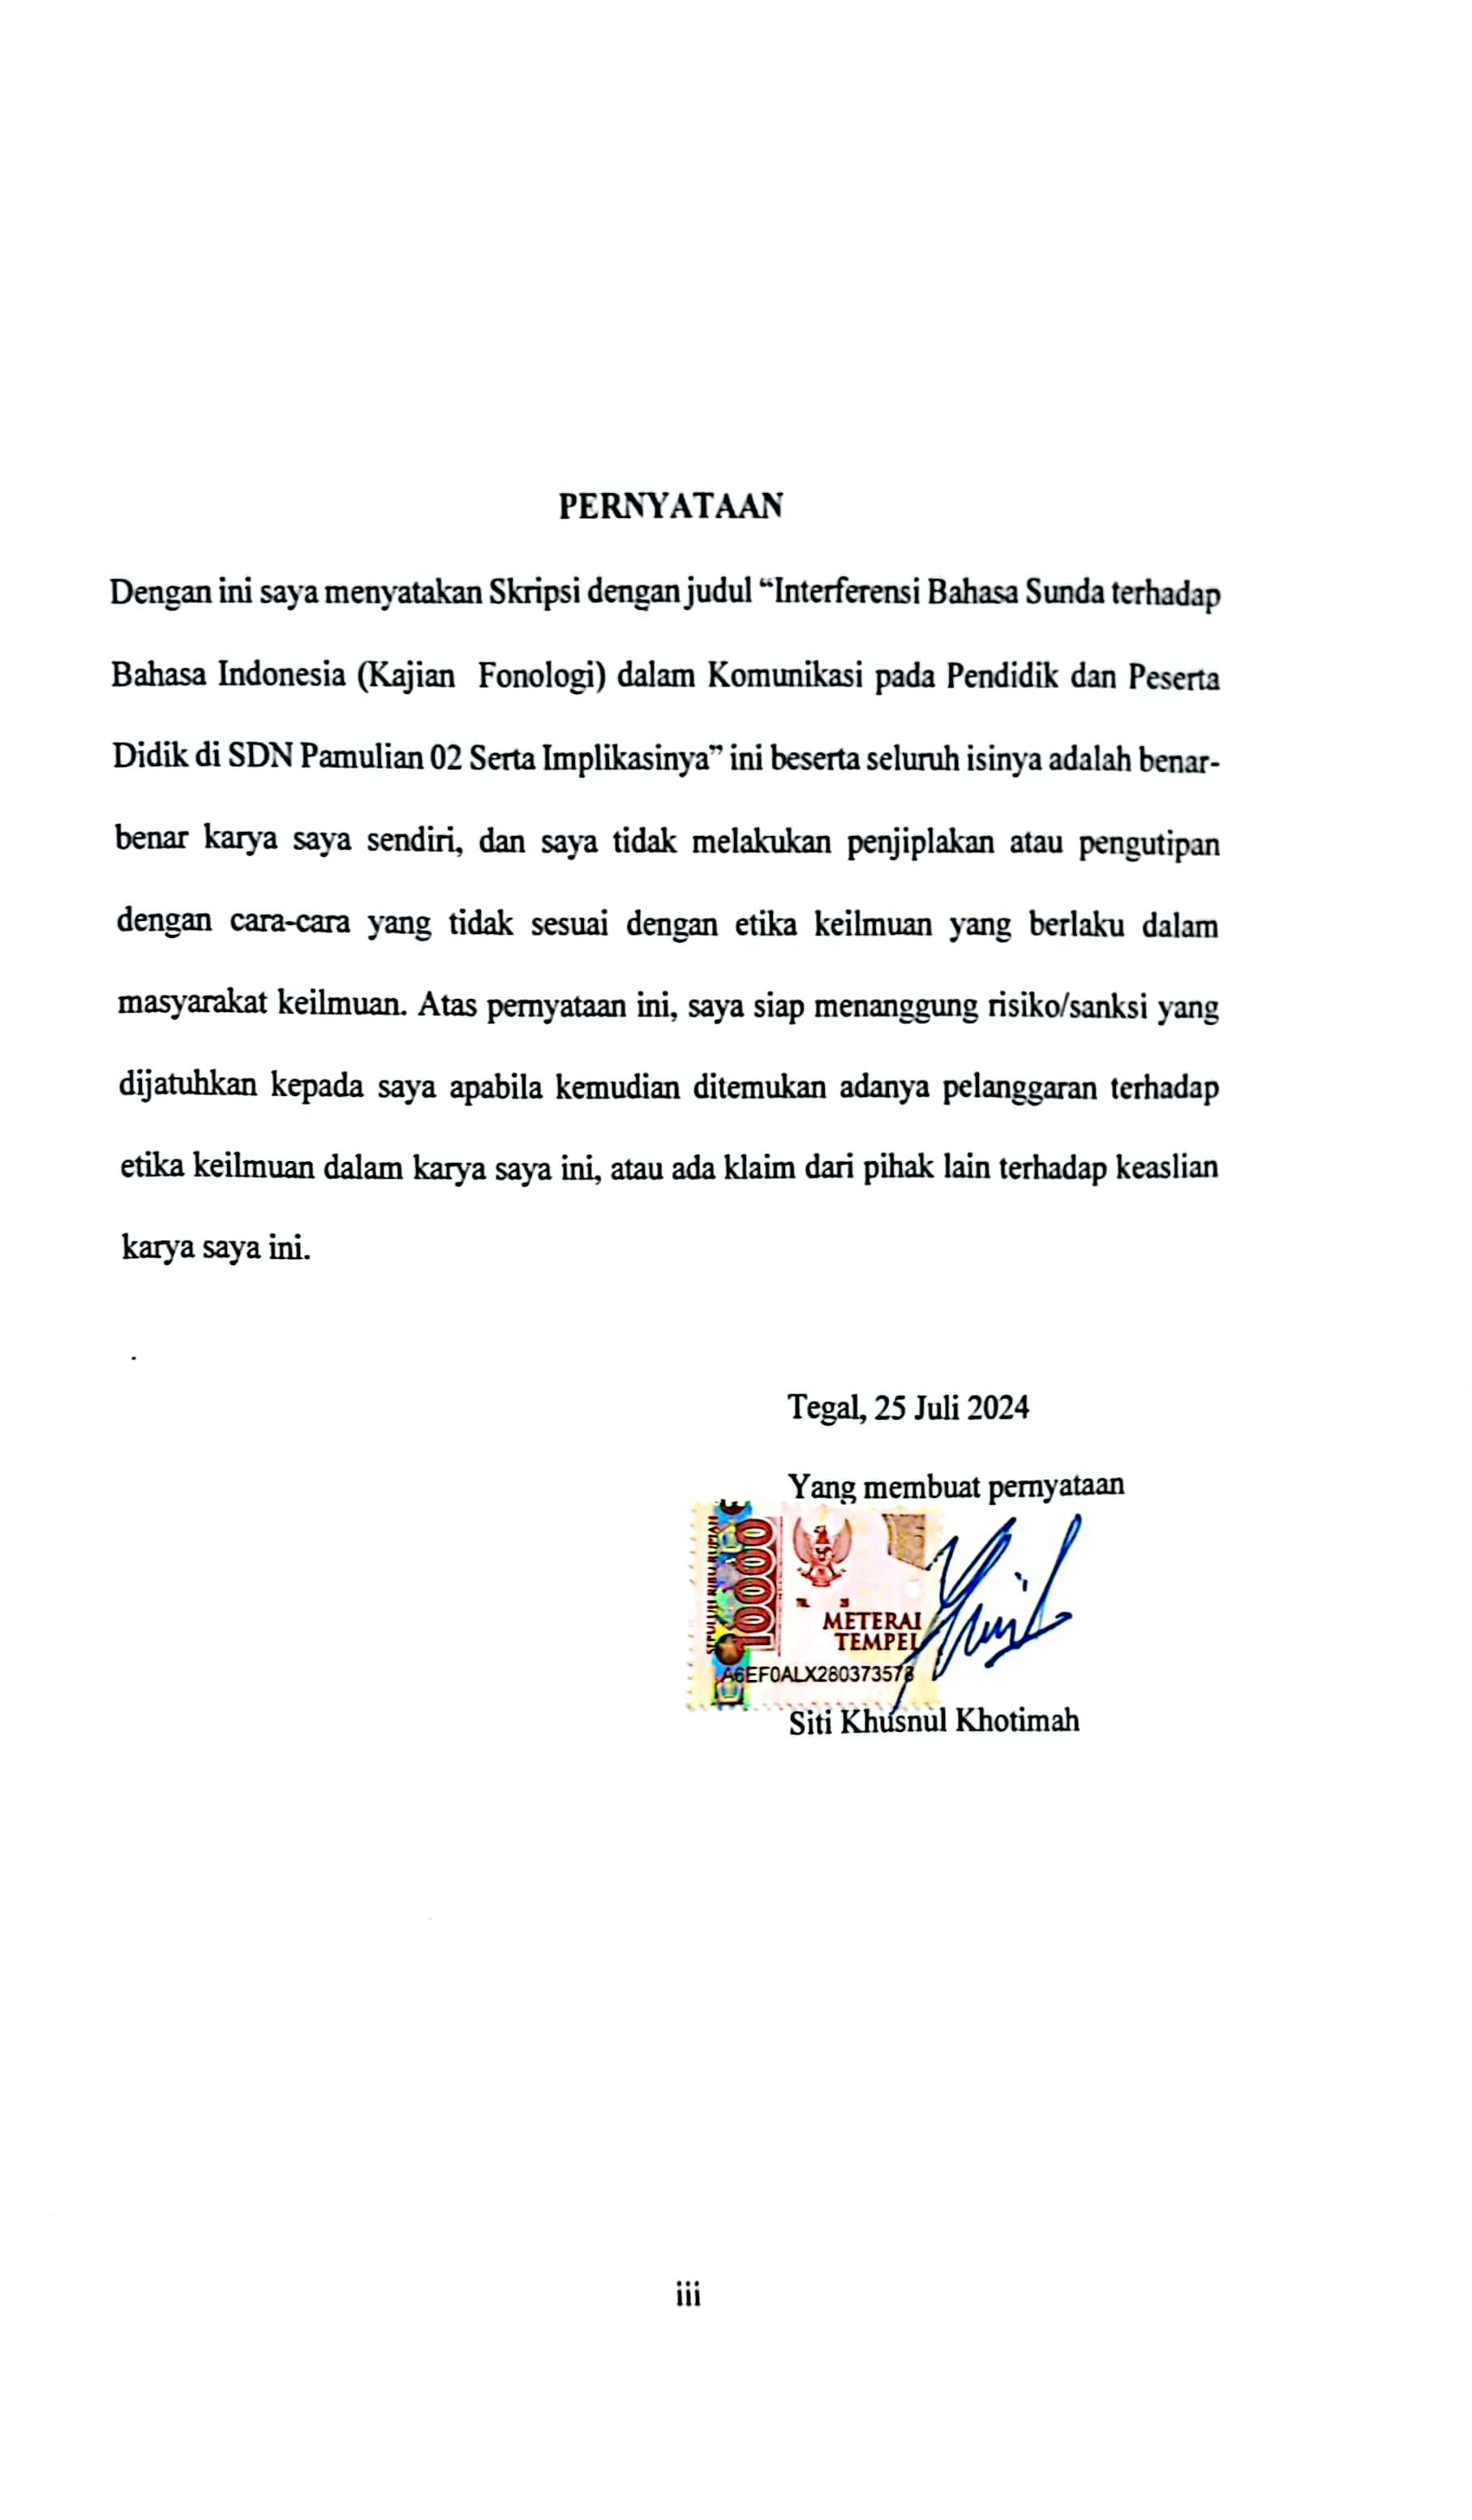 PERNYATAAN
Dengan ini saya menyatakan Skripsi dengan judul “Interferensi Bahasa Sunda terhadap
Bahasa Indonesia (Kajian Fonologi) dalam Komunikasi pada Pendidik dan Peserta
Didik di SDN Pamulian 02 Serta Implikasinya” ini beserta seluruh isinya adalah benar-
benar karya saya sendiri, dan saya tidak melakukan penjiplakan atau pengutipan
dengan cara-cara yang tidak sesuai dengan etika keilmuan yang berlaku dalam
masyarakat keilmuan. Atas pernyataan ini, saya siap menanggung risiko/sanksi yang
dijatuhkan kepada saya apabila kemudian ditemukan adanya pelanggaran terhadap
etika keilmuan dalam karya saya ini, atau ada klaim dari pihak lain terhadap keaslian
karya saya ini.
Tegal, 25 Juli 2024
Yang membuat pernyataan
SEPULUH RIBU RUPIAH
10000
METERAI
TEMPEL
A6EF0ALX280373573
Siti Khusnul Khotimah
iii